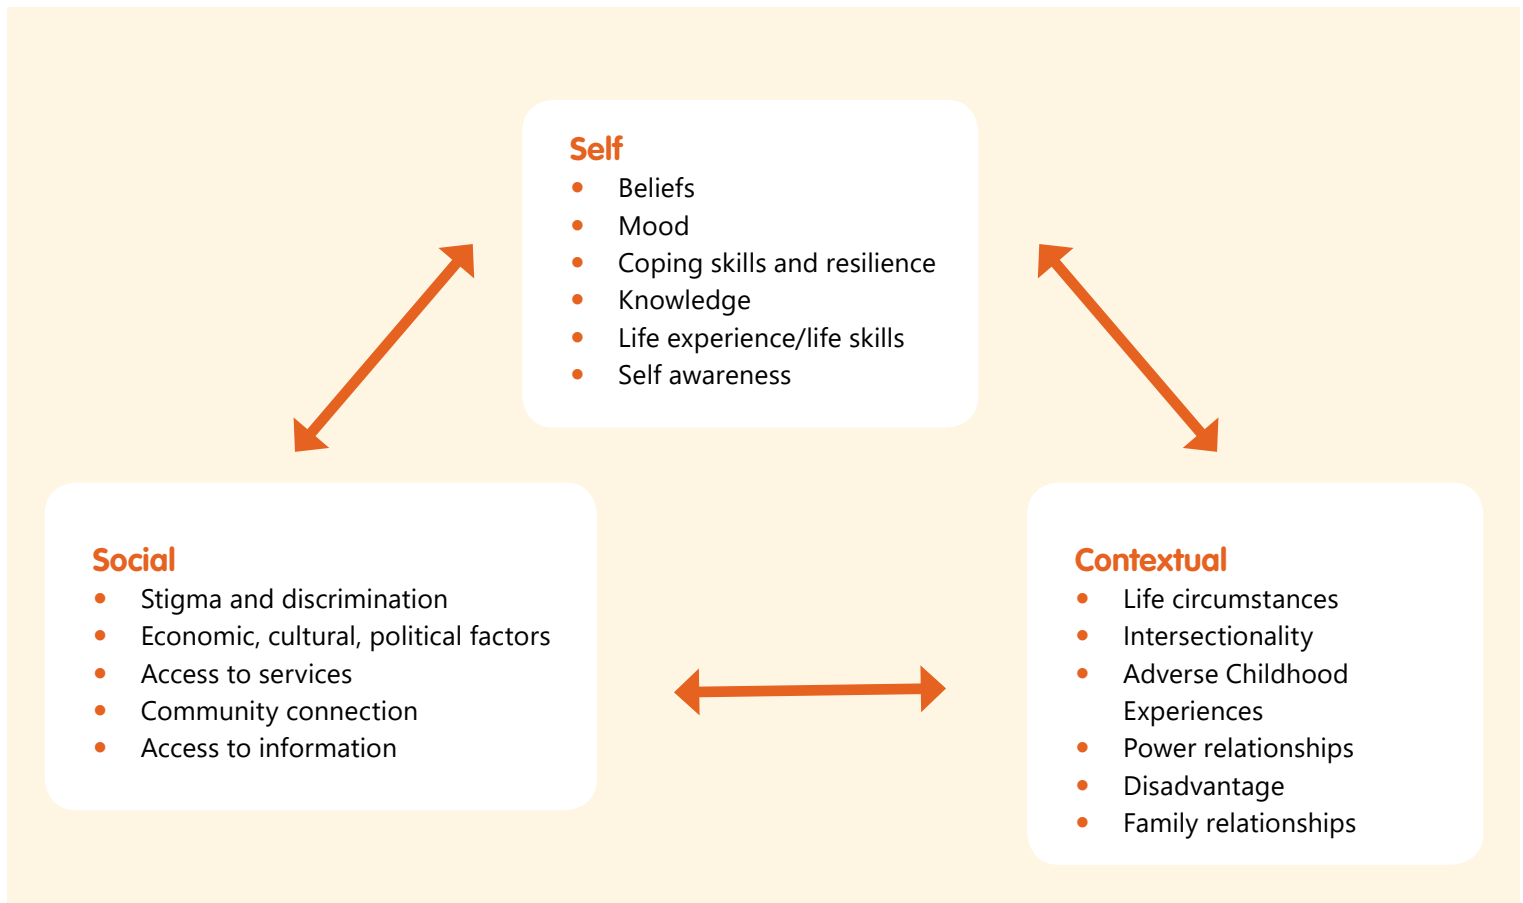 Self
• Beliefs
• Mood
• Coping skills and resilience
• Knowledge
• Life experience/life skills
• Self awareness
Social
• Stigma and discrimination
• Economic, cultural, political factors
• Access to services
• Community connection
• Access to information
Contextual
• Life circumstances
• Intersectionality
• Adverse Childhood
Experiences
• Power relationships
• Disadvantage
• Family relationships